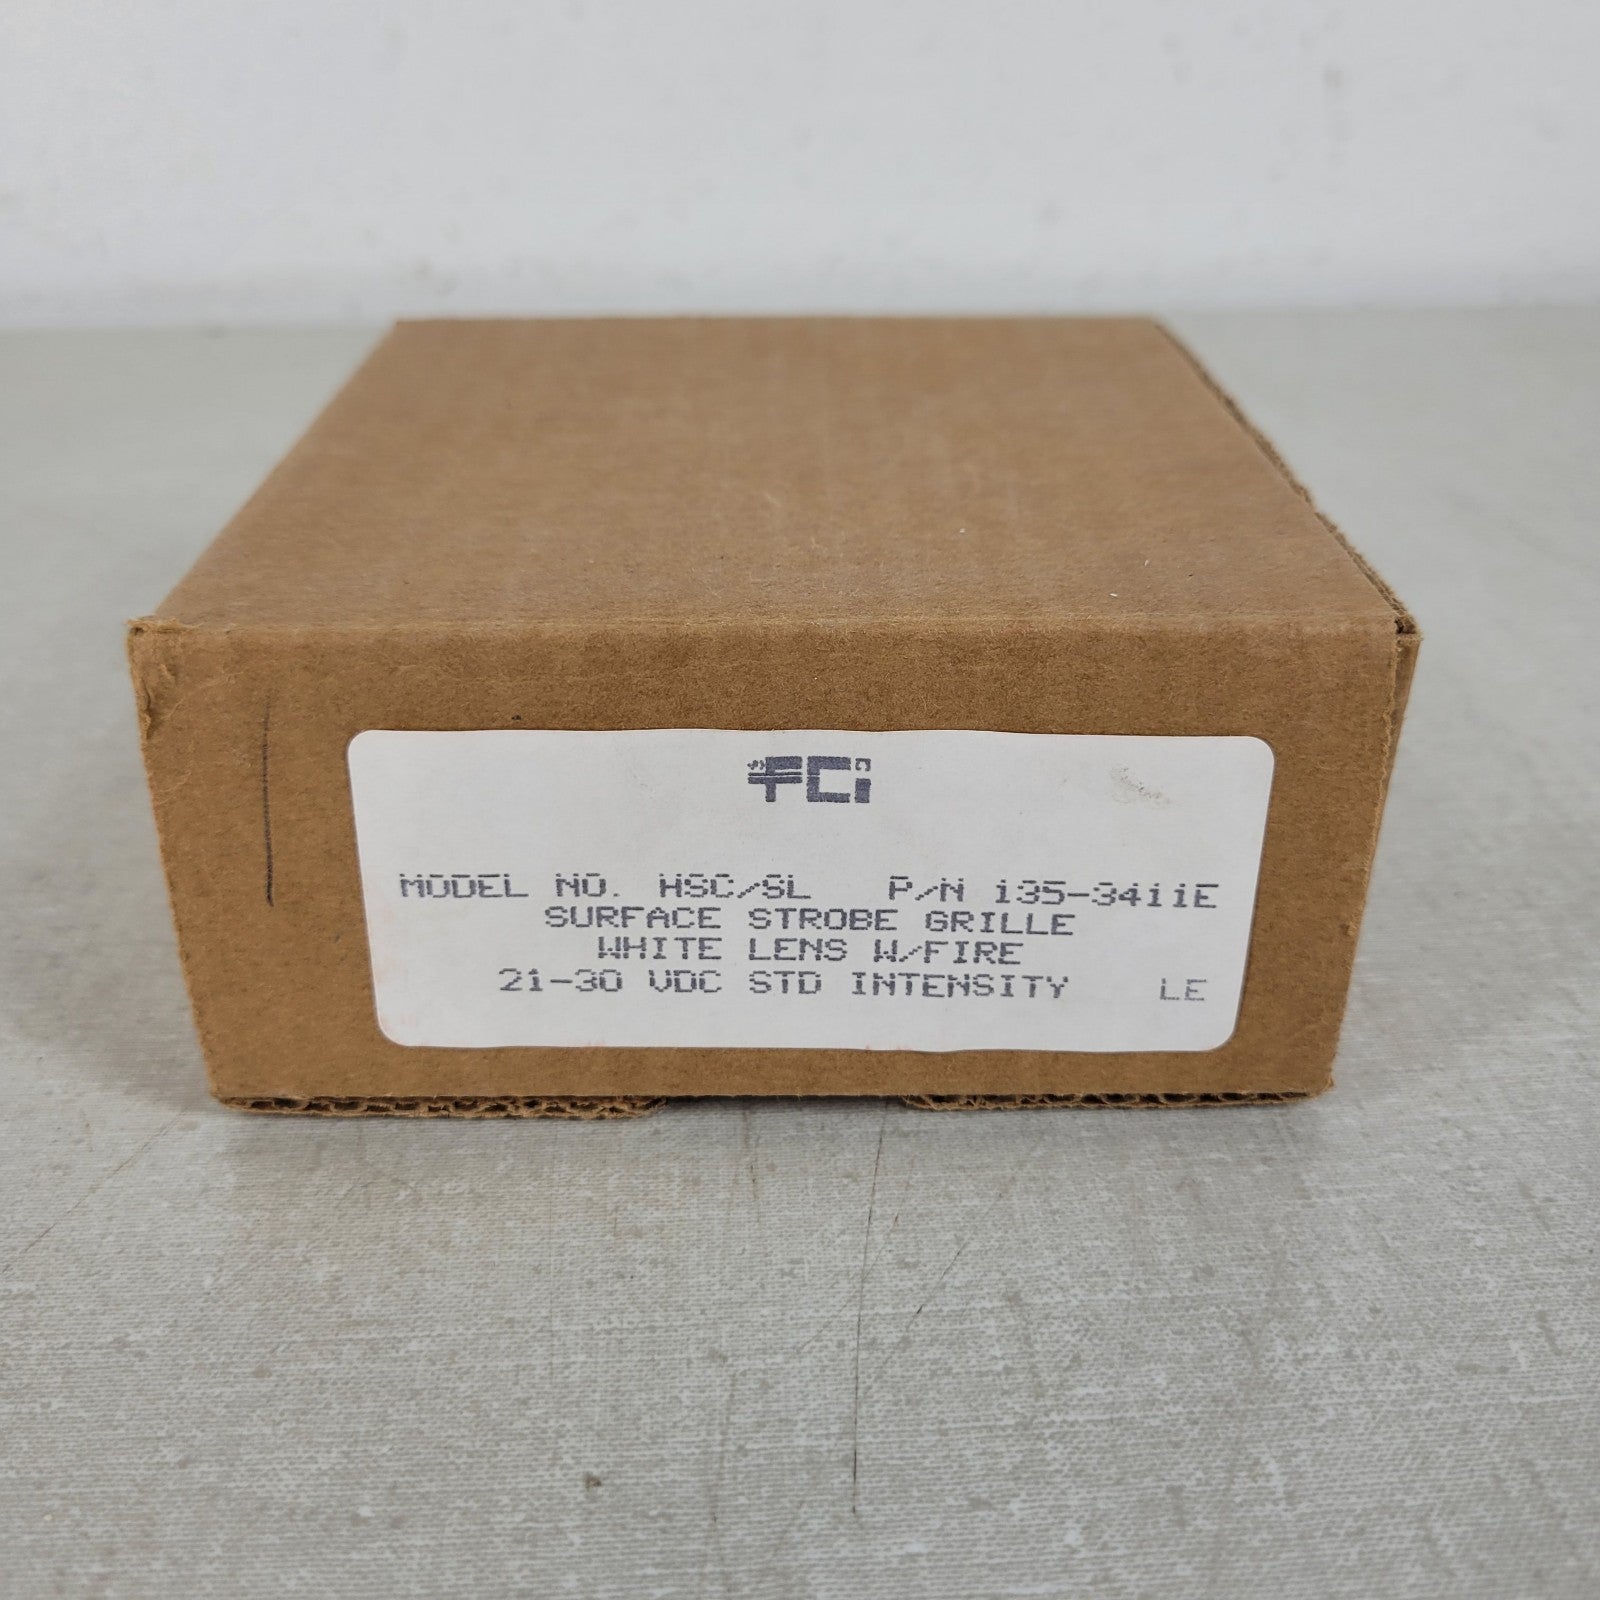 FCi
MODEL NO. HSC/SL P/N 135-3411E
SURFACE STROBE GRILLE
WHITE LENS W/FIRE
21-30 VDC STD INTENSITY LE